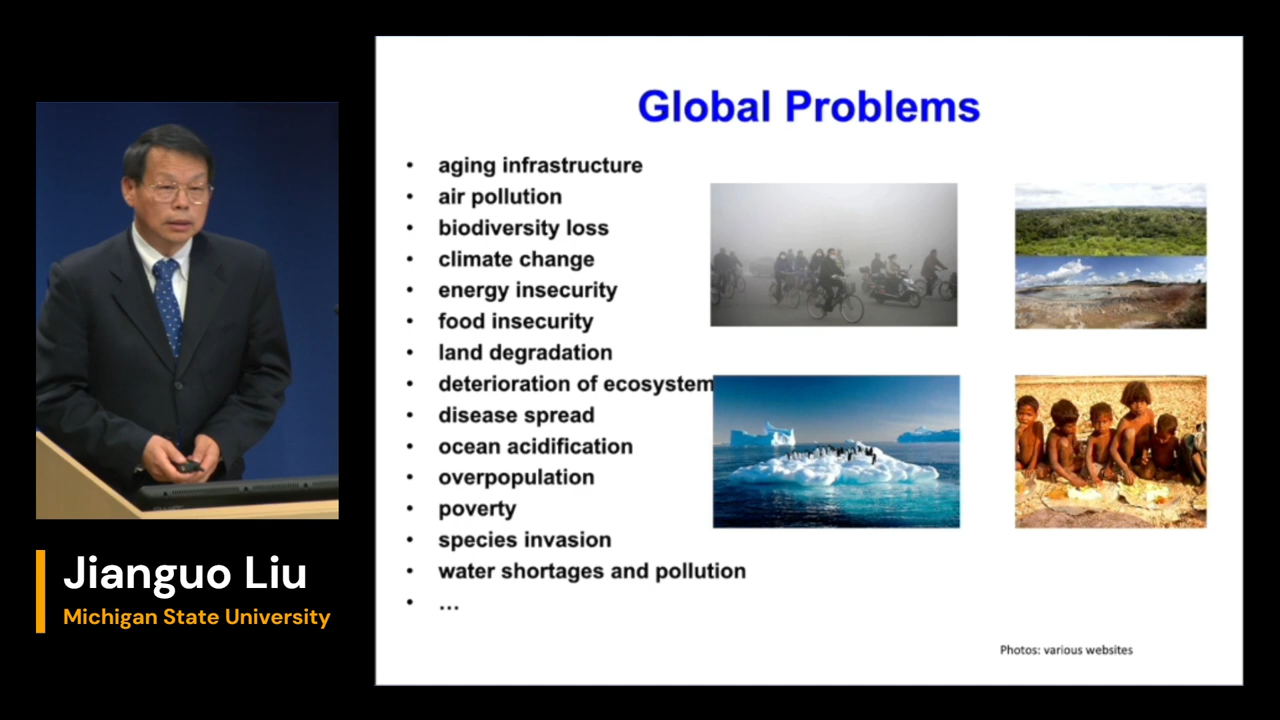 Global Problems
• aging infrastructure
• air pollution
• biodiversity loss
• climate change
• energy insecurity
• food insecurity
• land degradation
• deterioration of ecosystem
• disease spread
• ocean acidification
• overpopulation
• poverty
• species invasion
• water shortages and pollution
• ...
Photos: various websites
Jianguo Liu
Michigan State University